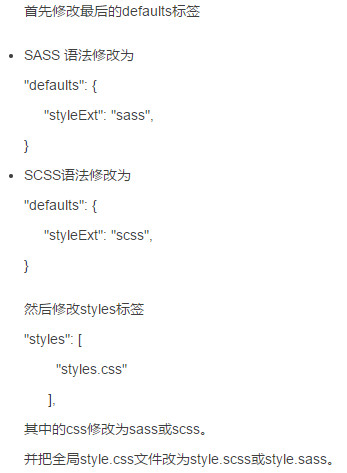 首先修改最后的defaults标签
SASS 语法修改为
"defaults": {
"styleExt": "sass",
}
SCSS语法修改为
"defaults": {
"styleExt": "scss",
}
然后修改styles标签
"styles": [
"styles.css"
],
其中的css修改为sass或scss。
并把全局style.css文件改为style.scss或style.sass。